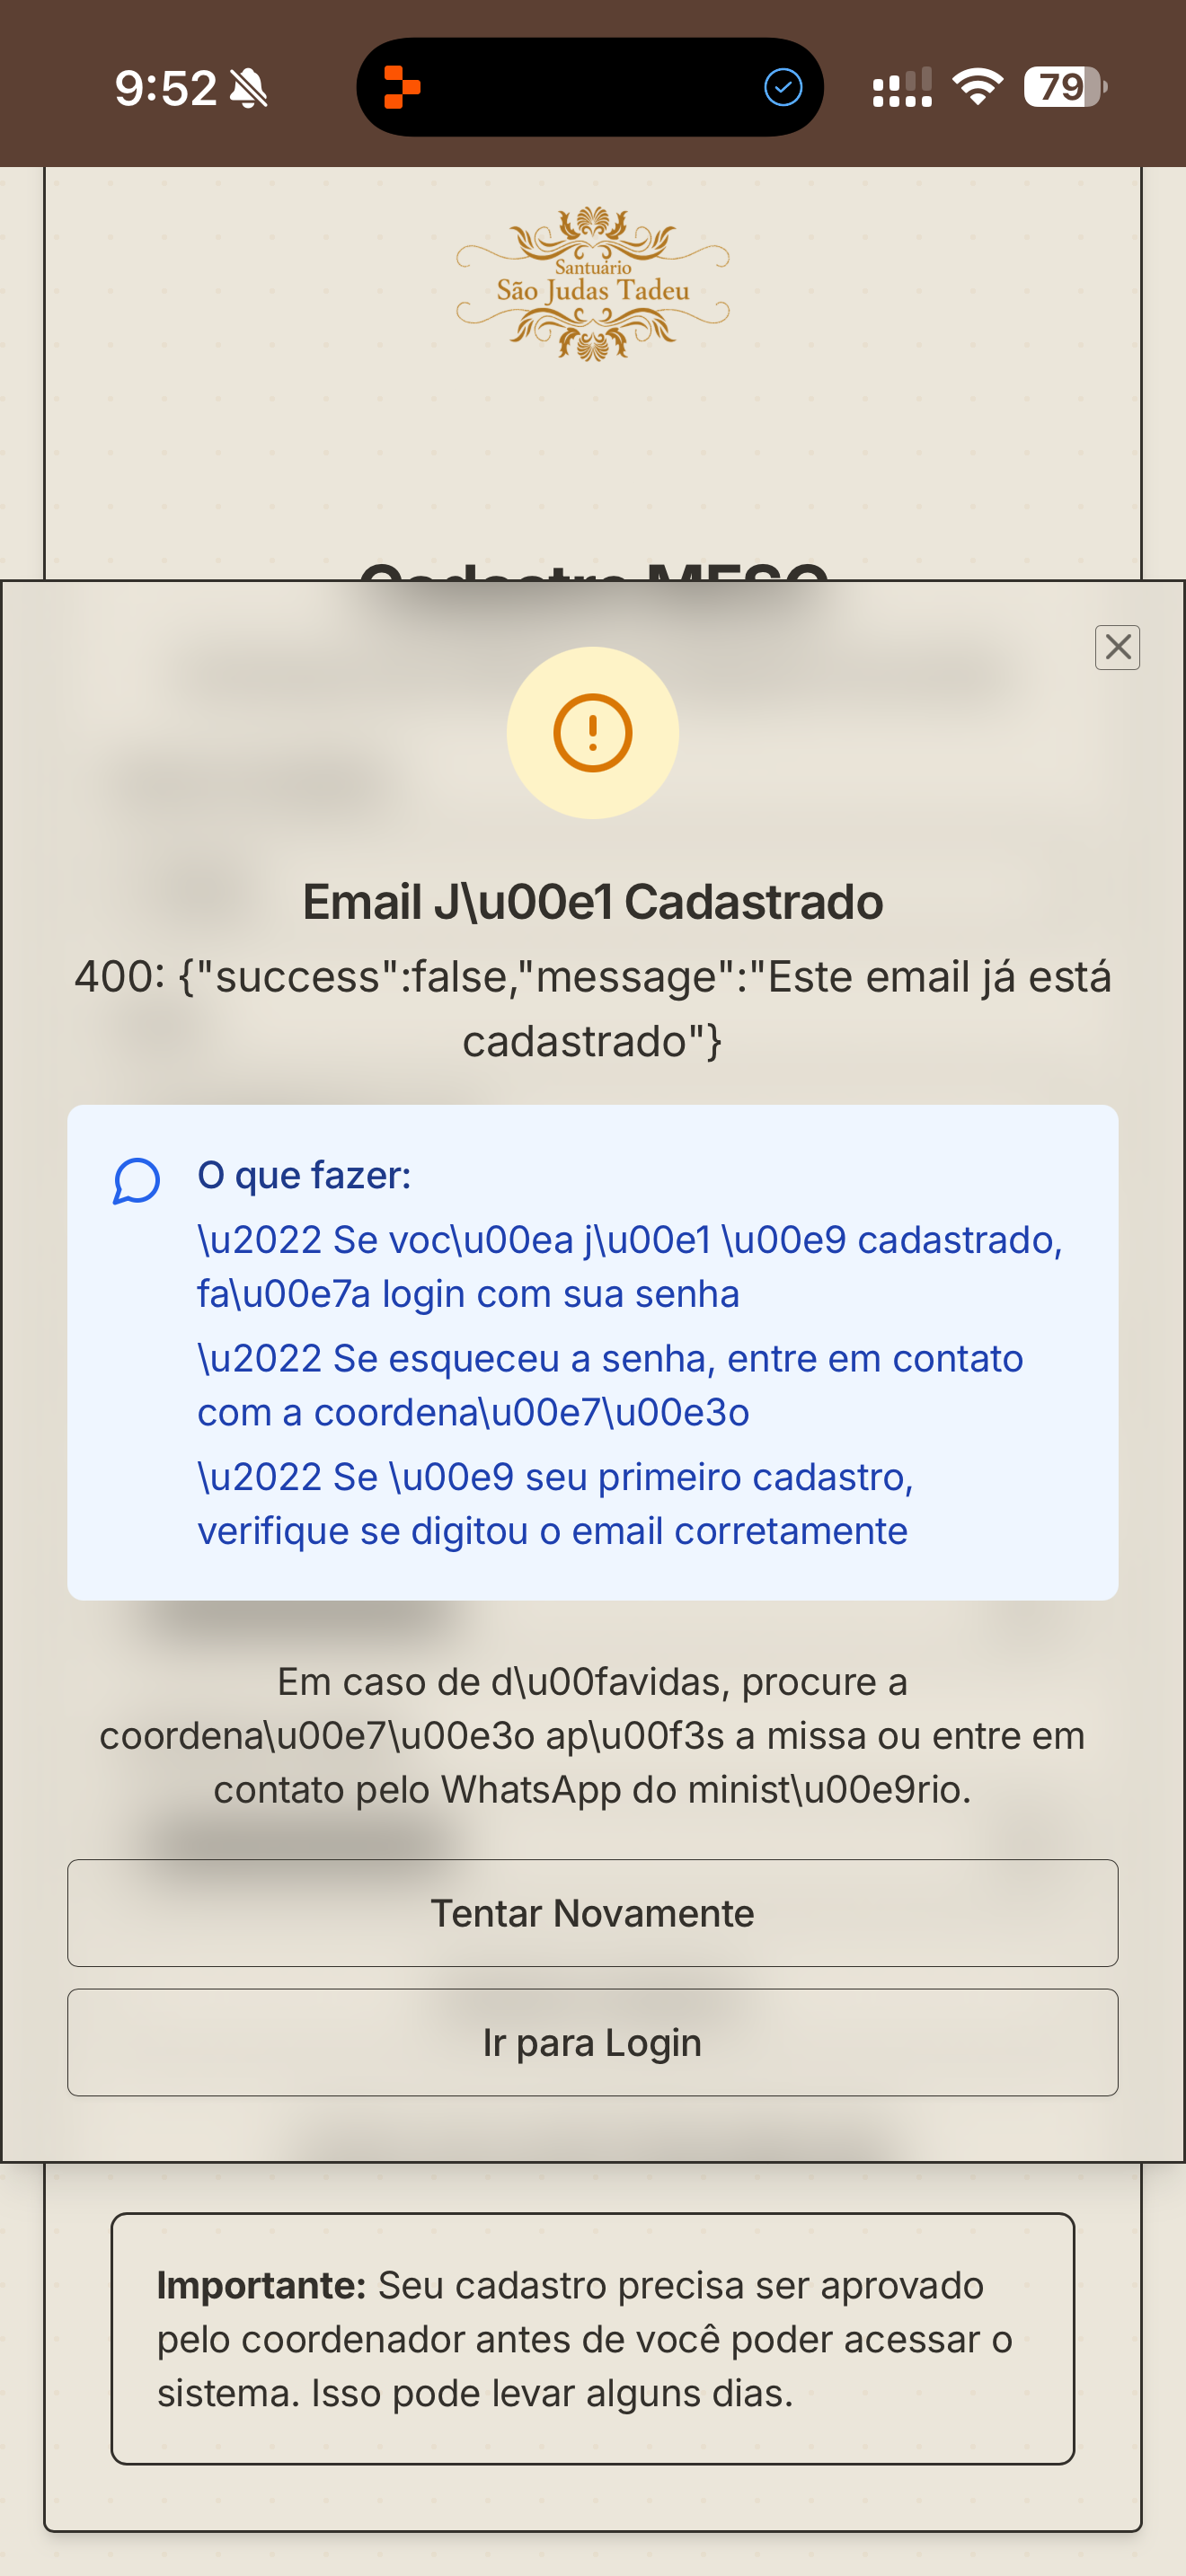 9:52
79
Santuário
São Judas Tadeu
Email J\u00e1 Cadastrado
400: {"success":false,"message":"Este email já está
cadastrado"}
O que fazer:
\u2022 Se voc\u00ea j\u00e1 \u00e9 cadastrado,
fa\u00e7a login com sua senha
\u2022 Se esqueceu a senha, entre em contato
com a coordena\u00e7\u00e3o
\u2022 Se \u00e9 seu primeiro cadastro,
verifique se digitou o email corretamente
Em caso de d\u00favidas, procure a
coordena\u00e7\u00e3o ap\u00f3s a missa ou entre em
contato pelo WhatsApp do minist\u00e9rio.
Tentar Novamente
Ir para Login
Importante: Seu cadastro precisa ser aprovado
pelo coordenador antes de você poder acessar o
sistema. Isso pode levar alguns dias.